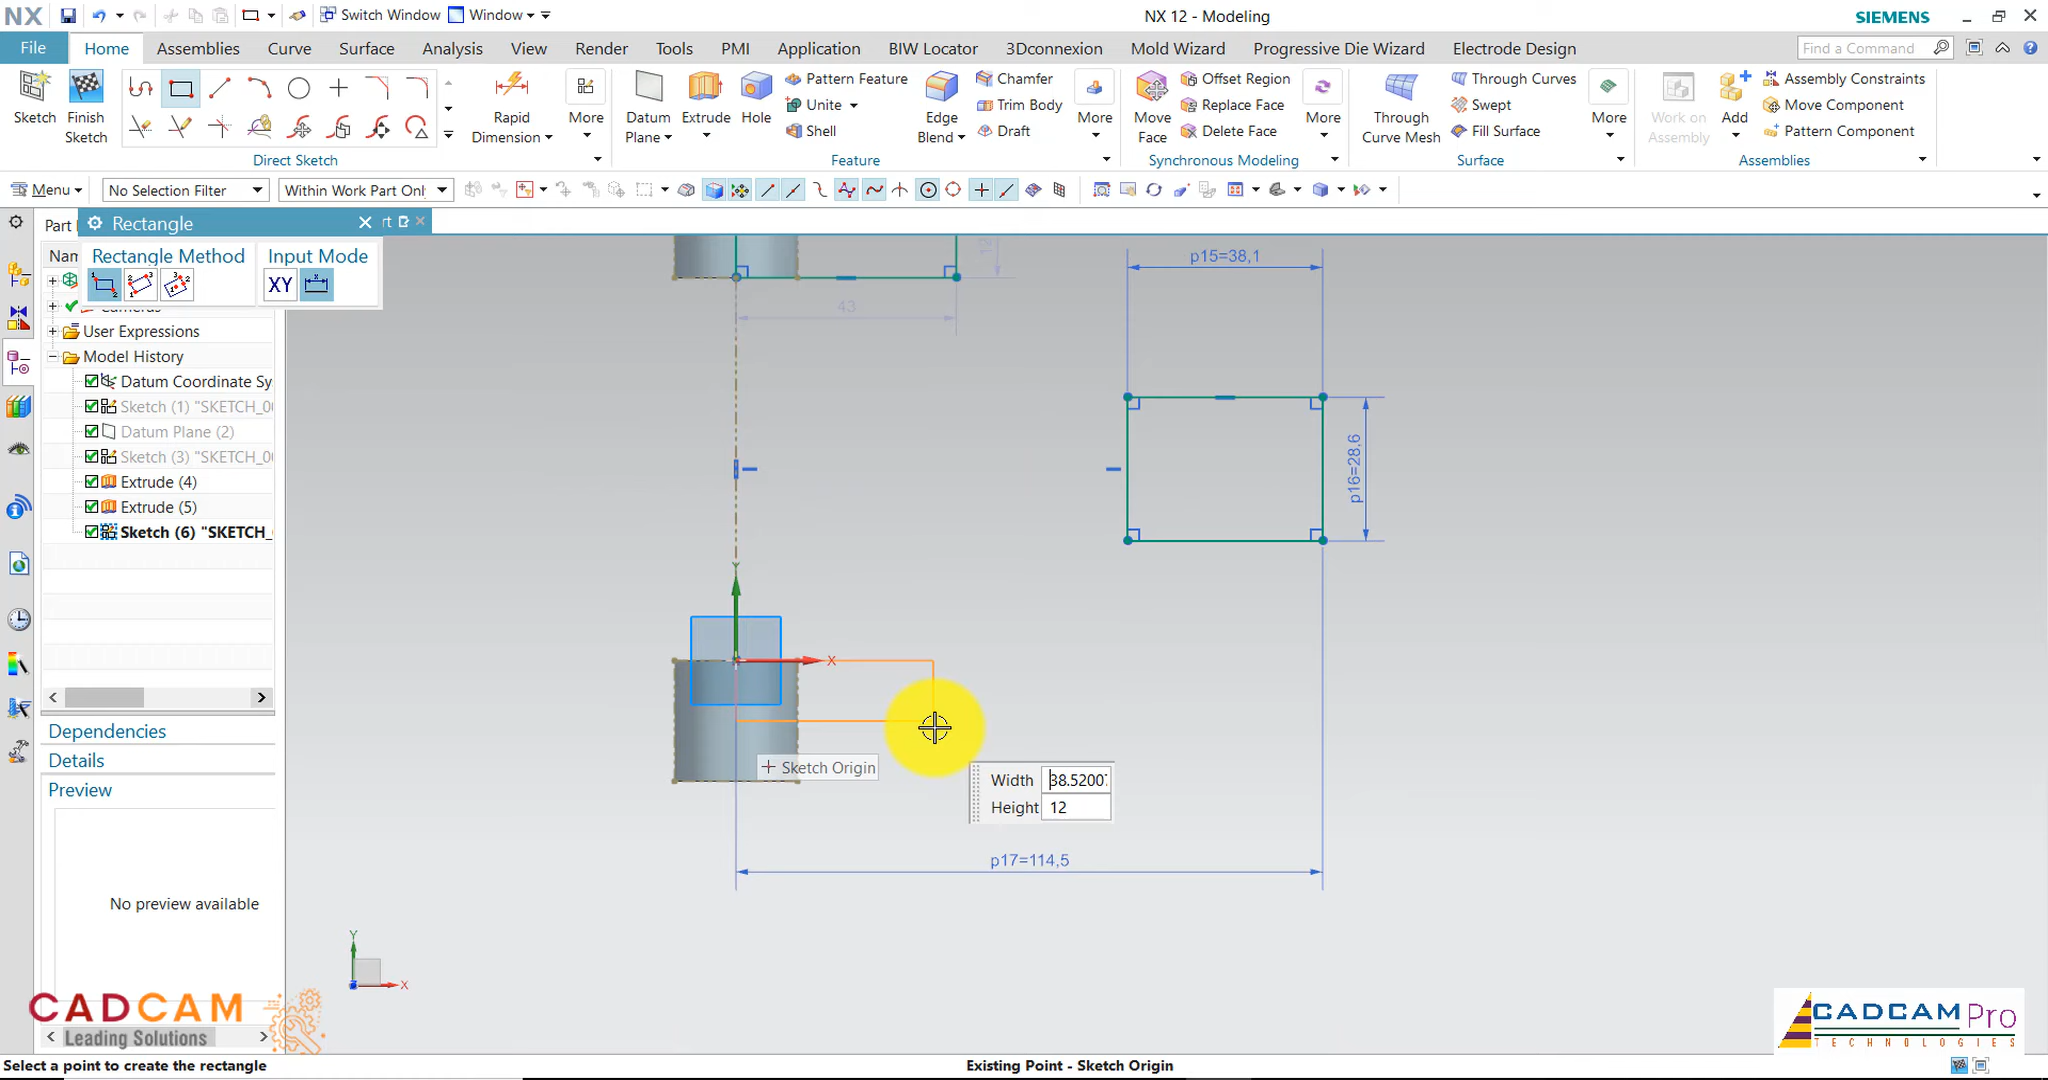 NX
Switch Window
Window
NX 12 - Modeling
SIEMENS
File
Home
Assemblies
Curve
Surface
Analysis
View
Render
Tools
PMI
Application
BIW Locator
3Dconnexion
Mold Wizard
Progressive Die Wizard
Electrode Design
Find a Command
Sketch
Finish
Sketch
Direct Sketch
Rapid
Dimension
More
Datum
Plane
Extrude
Hole
Pattern Feature
Unite
Shell
Edge
Blend
Chamfer
Trim Body
Draft
More
Feature
Move
Face
Offset Region
Replace Face
Delete Face
More
Synchronous Modeling
Through
Curve Mesh
Through Curves
Swept
Fill Surface
More
Surface
Work on
Assembly
Add
Assembly Constraints
Move Component
Pattern Component
Assemblies
Menu
No Selection Filter
Within Work Part Onl
Part
Rectangle
rt
Nam
Rectangle Method
Input Mode
XY
Cameras
User Expressions
Model History
Datum Coordinate Sy
Sketch (1) "SKETCH_00
Datum Plane (2)
Sketch (3) "SKETCH_00
Extrude (4)
Extrude (5)
Sketch (6) "SKETCH_
Dependencies
Details
Preview
No preview available
12
43
p15=38,1
p16=28,6
Y
X
Sketch Origin
Width 38.5200
Height 12
p17=114,5
Y
X
CADCAM
Leading Solutions
CADCAM Pro
TECHNOLOGIES
Select a point to create the rectangle
Existing Point - Sketch Origin